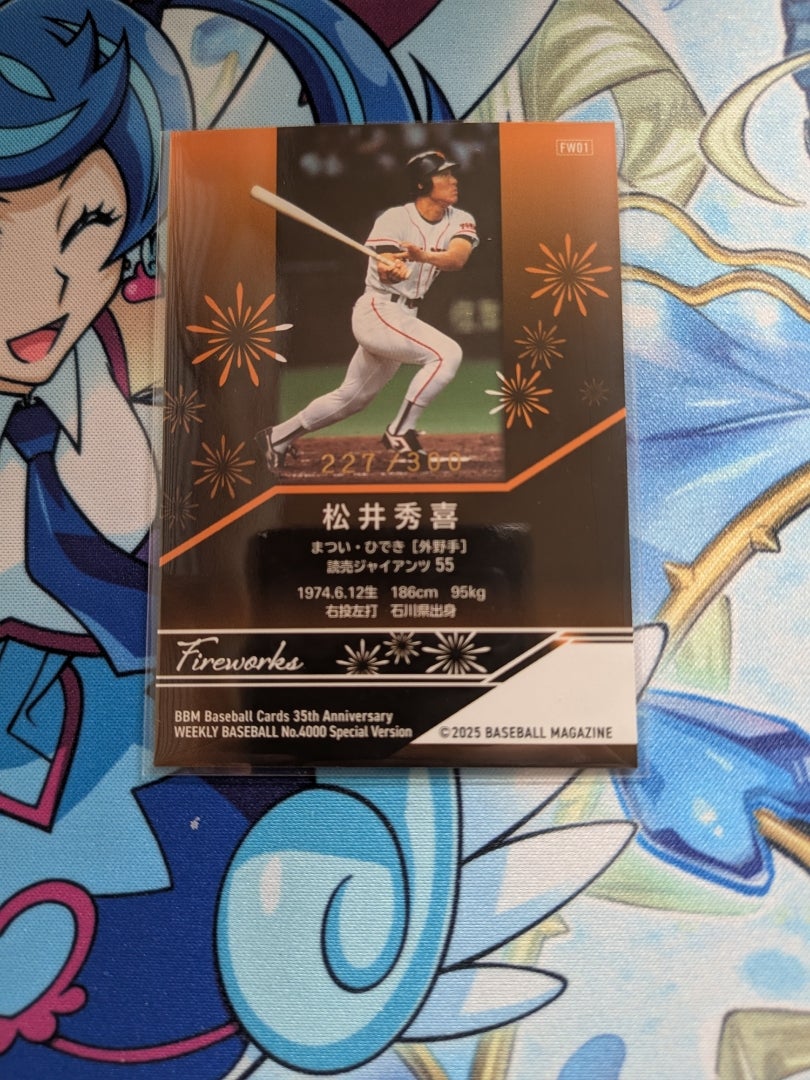 FW01
227/300
松井秀喜
まつい・ひでき [外野手]
読売ジャイアンツ 55
1974.6.12生 186cm 95kg
右投左打 石川県出身
Fireworks
BBM Baseball Cards 35th Anniversary
WEEKLY BASEBALL No.4000 Special Version
©2025 BASEBALL MAGAZINE